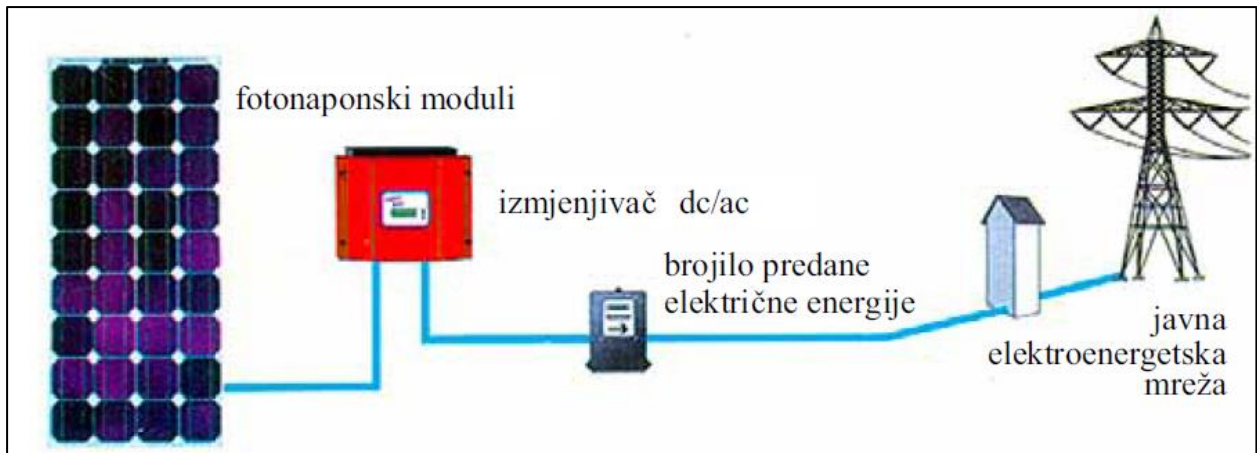 fotonaponski moduli
izmjenjivač dc/ac
brojilo predane
električne energije
javna
elektroenergetska
mreža